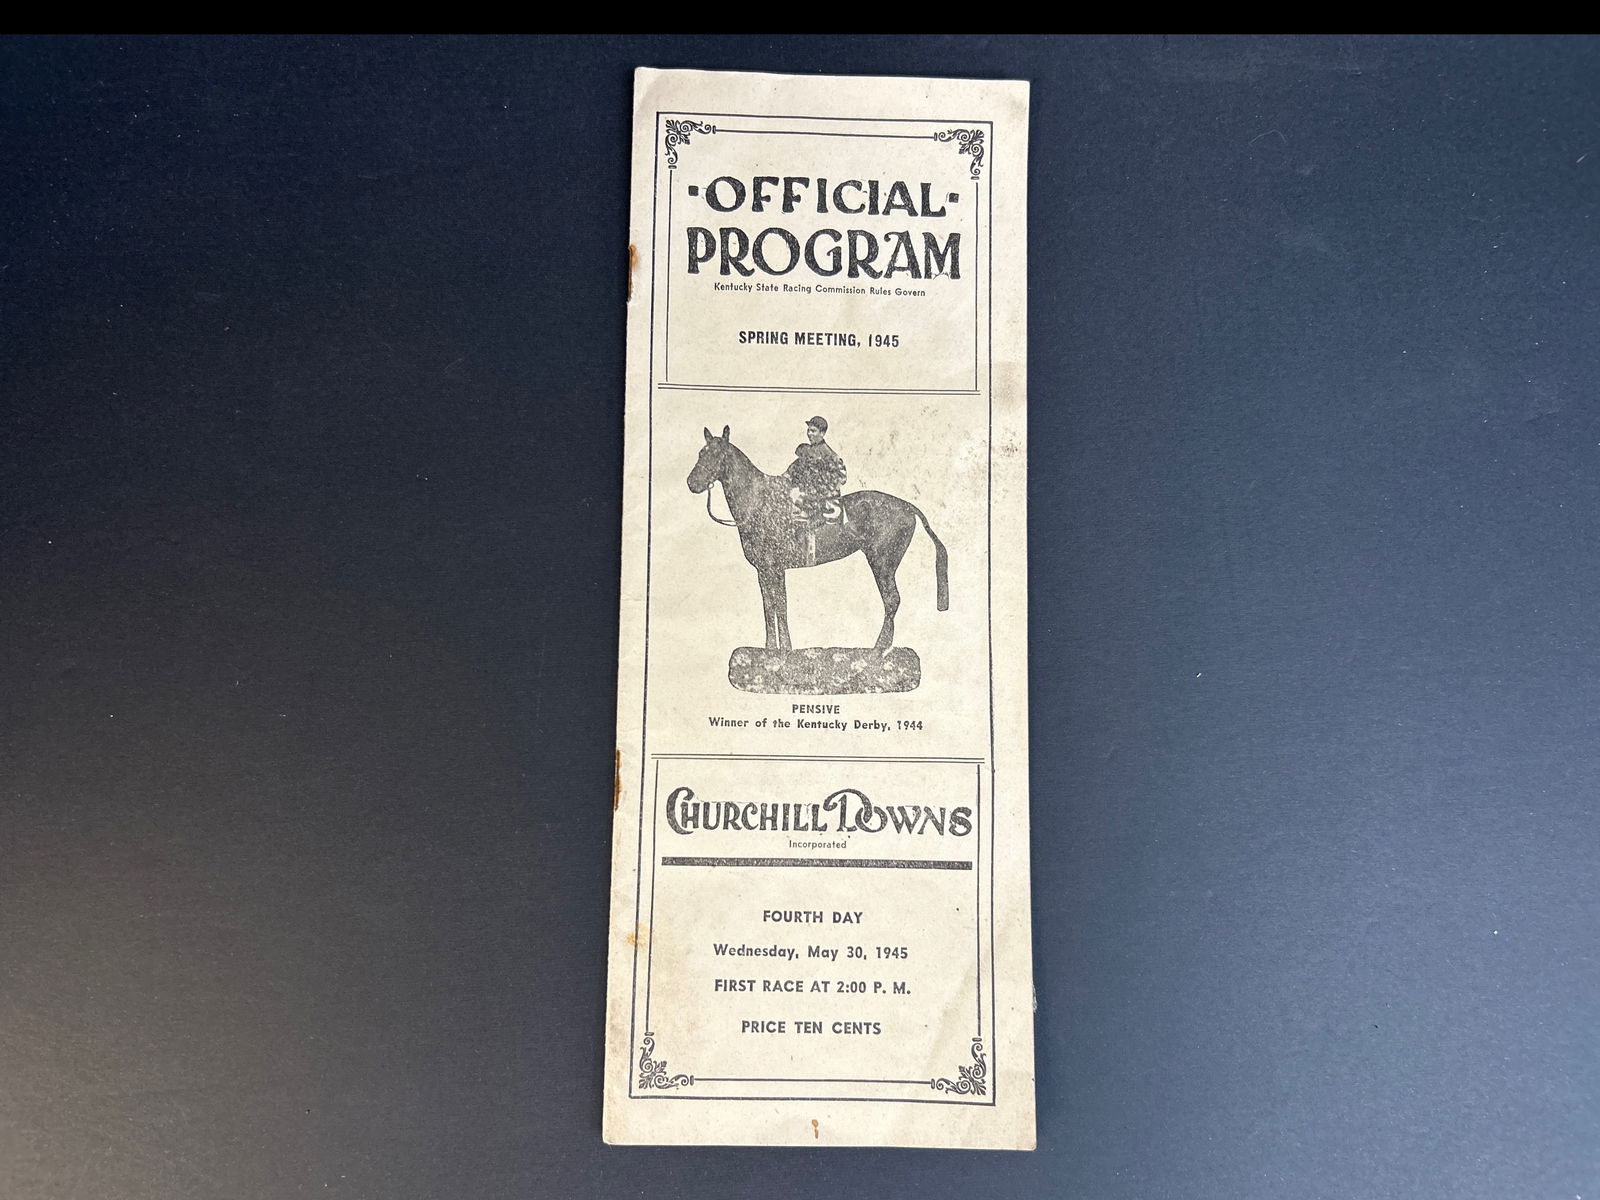 ·OFFICIAL·
PROGRAM
Kentucky State Racing Commission Rules Govern
SPRING MEETING, 1945
5
PENSIVE
Winner of the Kentucky Derby, 1944
CHURCHILL DOWNS
Incorporated
FOURTH DAY
Wednesday, May 30, 1945
FIRST RACE AT 2:00 P. M.
PRICE TEN CENTS